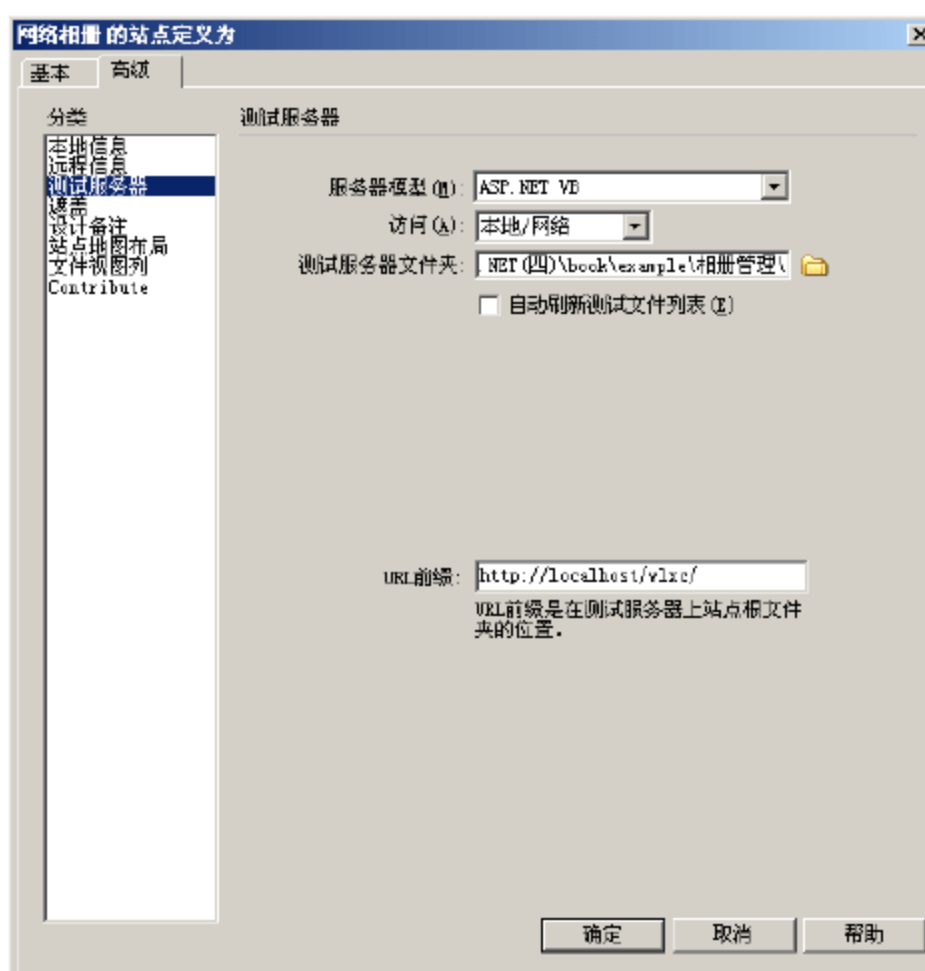 网络相册 的站点定义为
基本 高级
分类
本地信息
远程信息
测试服务器
遮盖
设计备注
站点地图布局
文件视图列
Contribute
测试服务器
服务器模型(M): ASP.NET VB
访问(A): 本地/网络
测试服务器文件夹: .NET(四)\book\example\相册管理\
自动刷新测试文件列表(E)
URL前缀: http://localhost/wlxc/
URL前缀是在测试服务器上站点根文件
夹的位置.
确定 取消 帮助